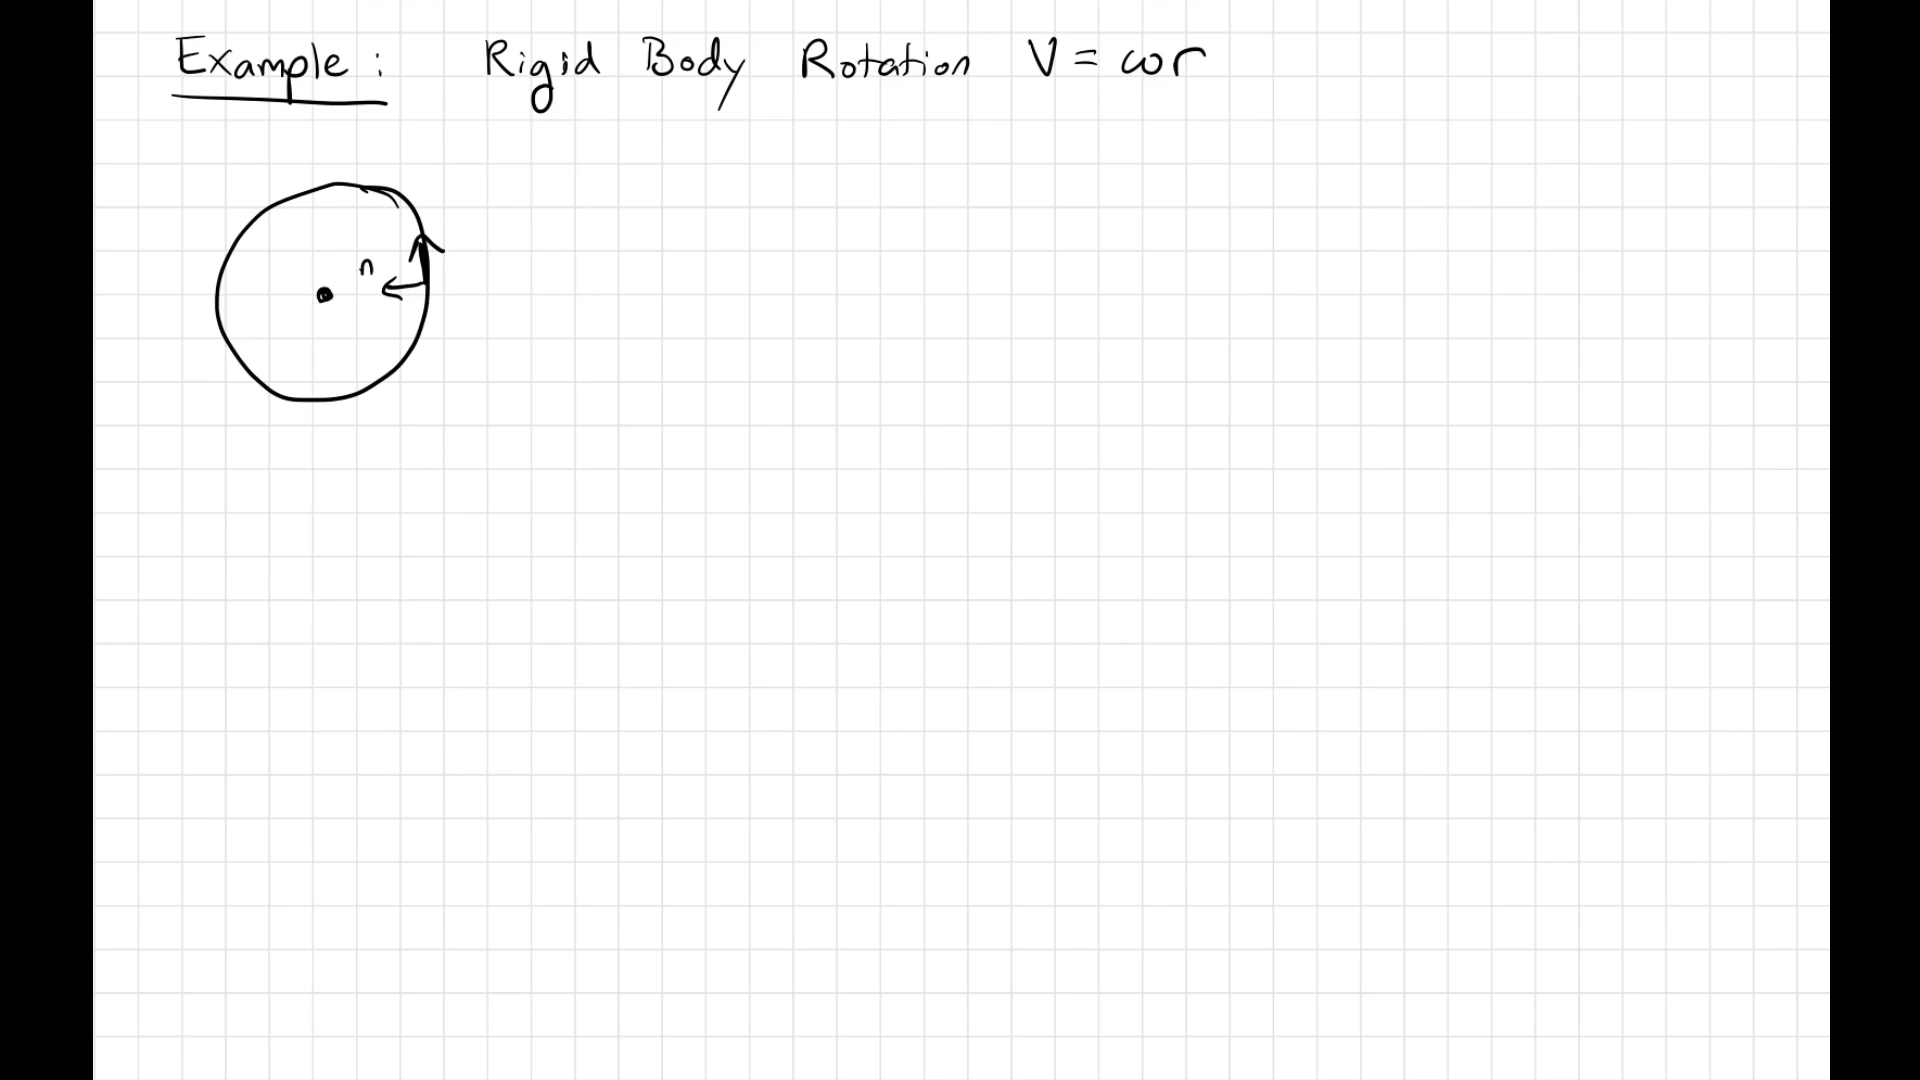 Example: Rigid Body Rotation V = ωr
n